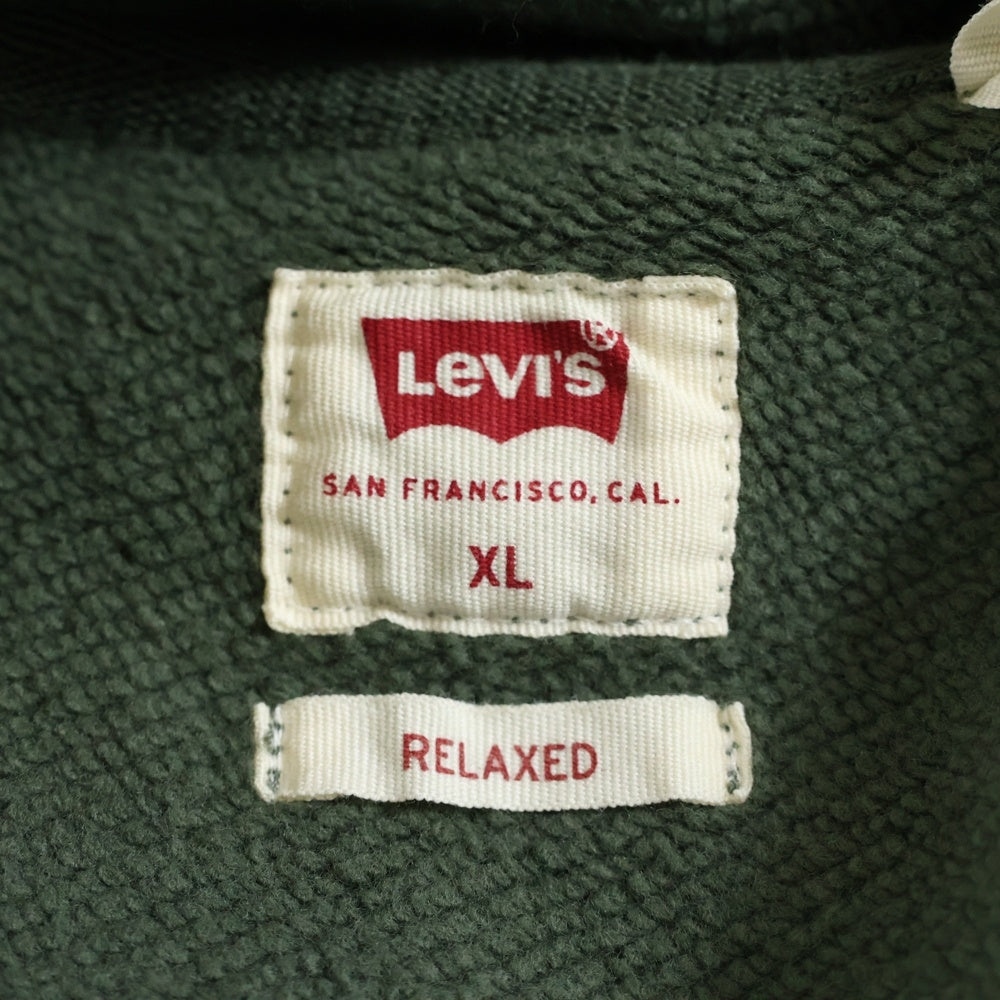 Levi's®
SAN FRANCISCO, CAL.
XL
RELAXED